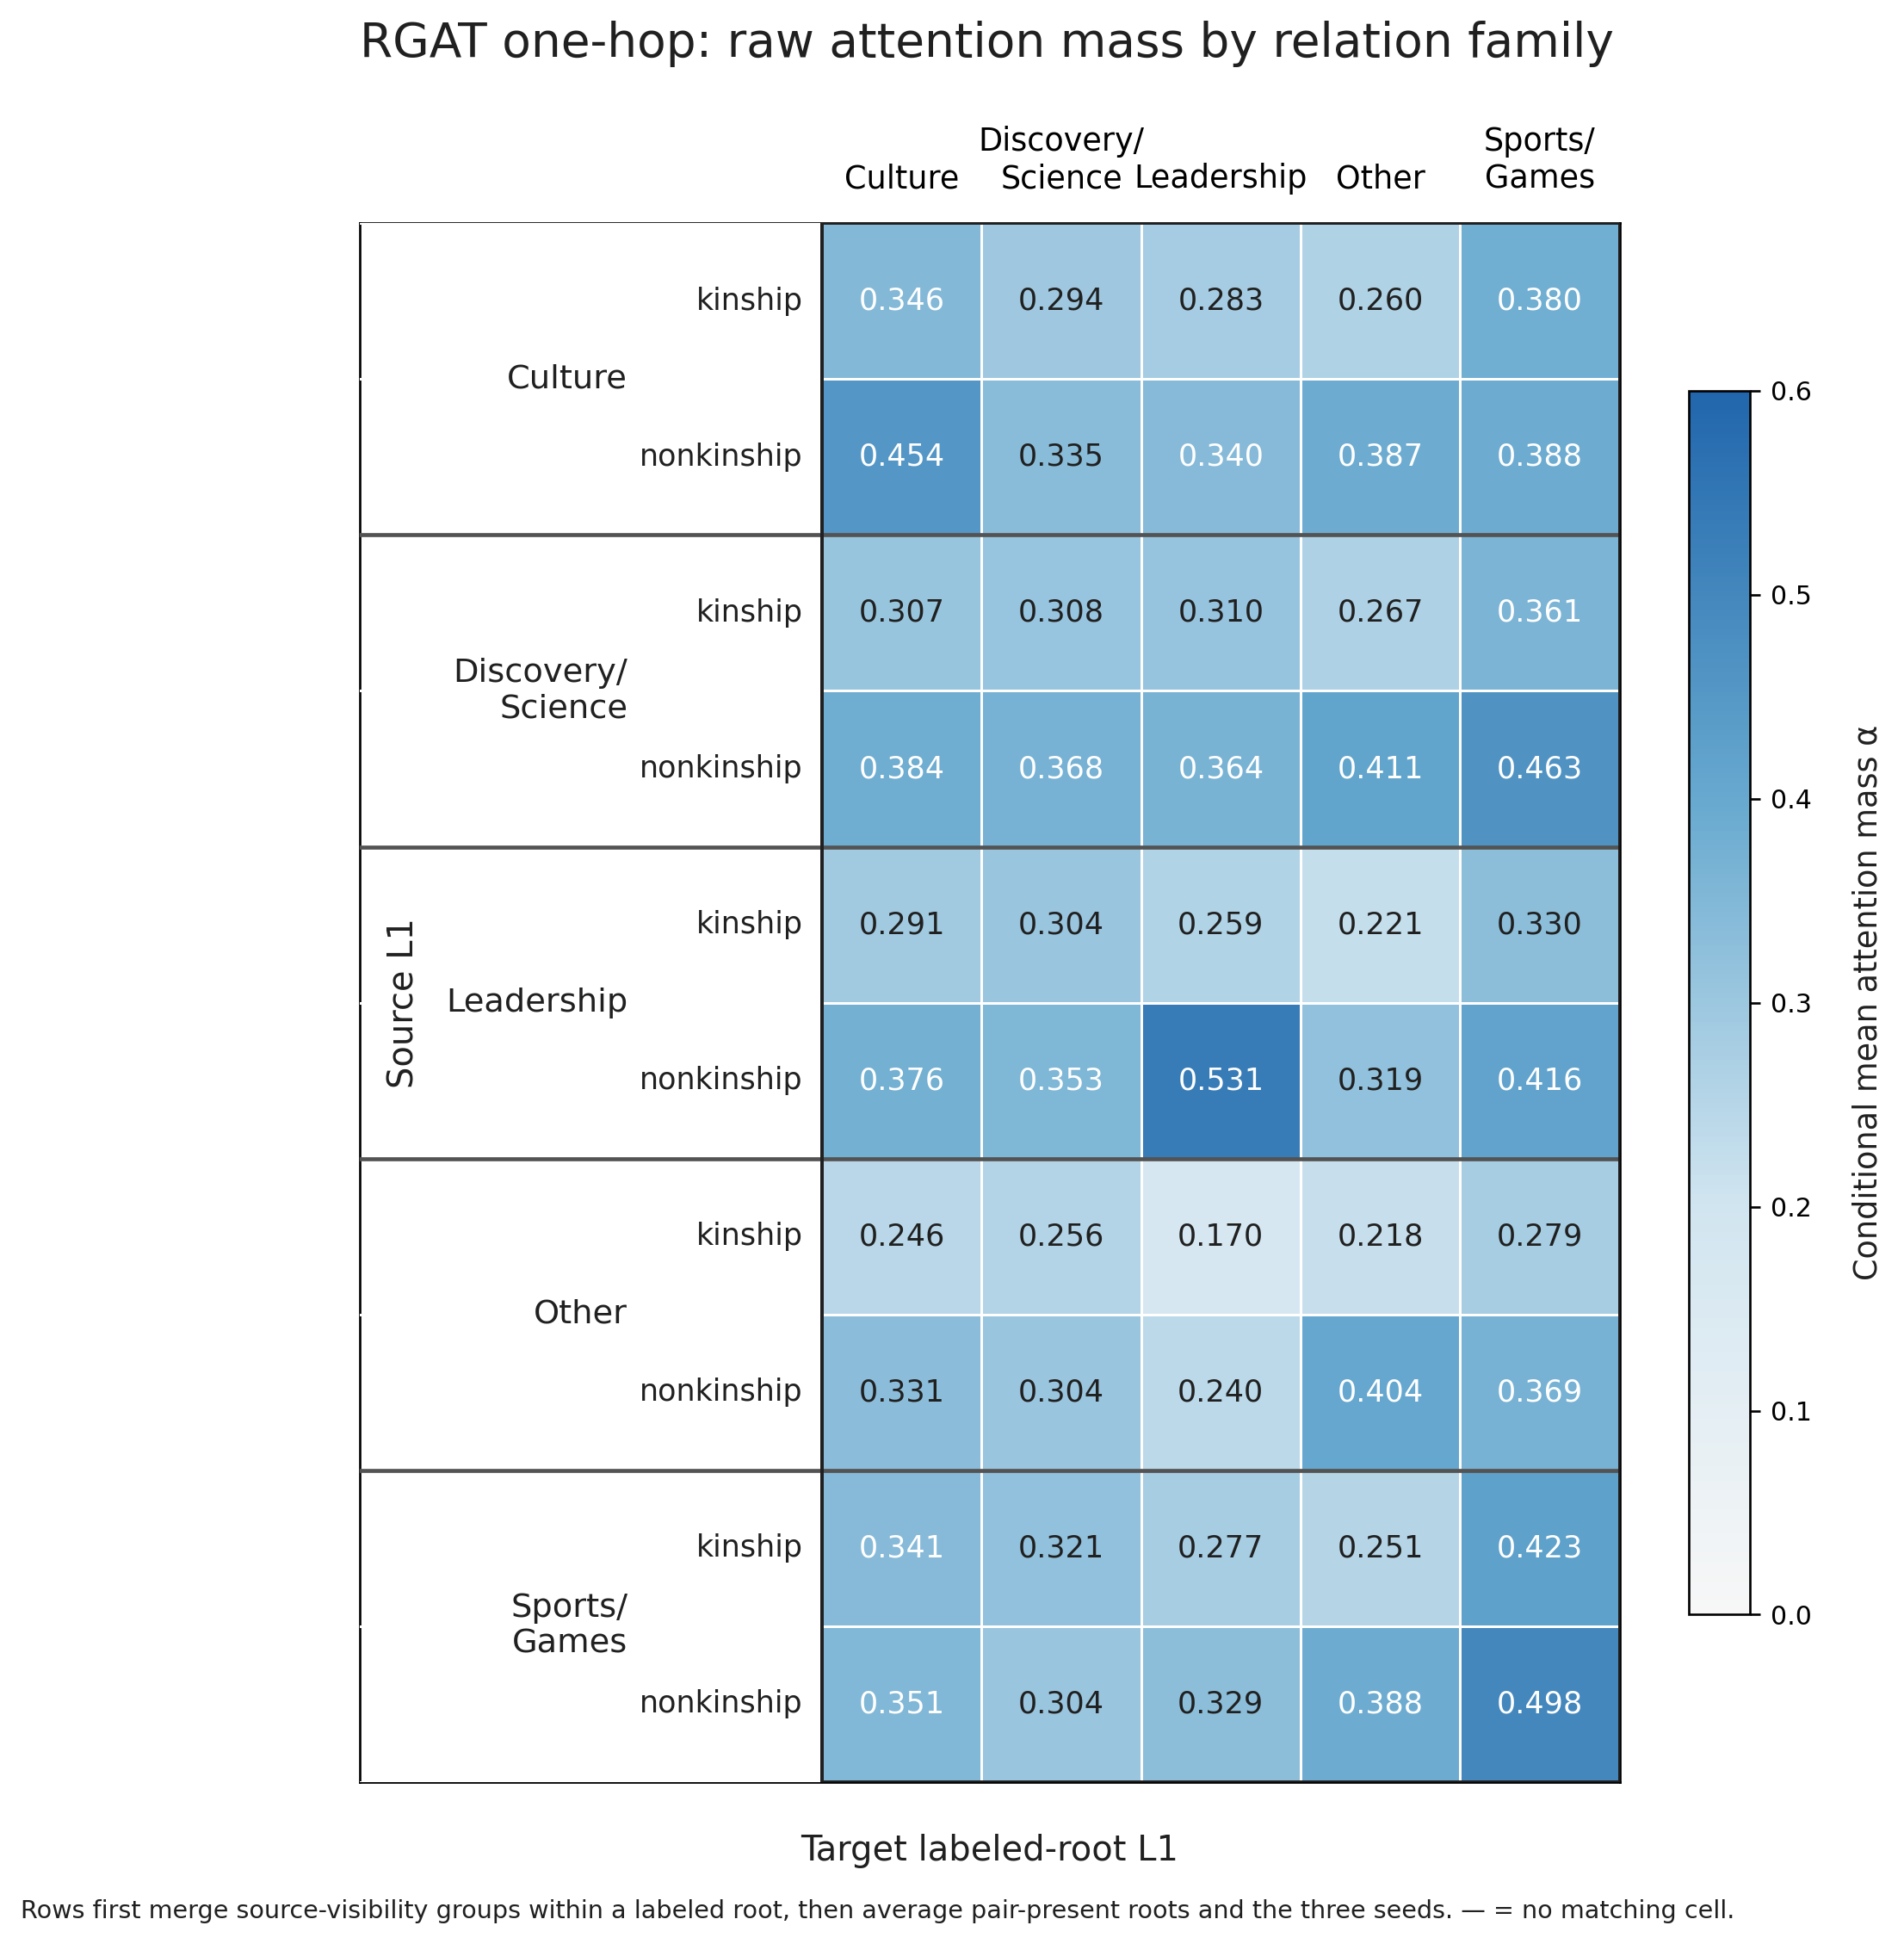 RGAT one-hop: raw attention mass by relation family
Culture
Discovery/
Science
Leadership
Other
Sports/
Games
Source L1
Culture
kinship 0.346 0.294 0.283 0.260 0.380
nonkinship 0.454 0.335 0.340 0.387 0.388
Discovery/
Science
kinship 0.307 0.308 0.310 0.267 0.361
nonkinship 0.384 0.368 0.364 0.411 0.463
Leadership
kinship 0.291 0.304 0.259 0.221 0.330
nonkinship 0.376 0.353 0.531 0.319 0.416
Other
kinship 0.246 0.256 0.170 0.218 0.279
nonkinship 0.331 0.304 0.240 0.404 0.369
Sports/
Games
kinship 0.341 0.321 0.277 0.251 0.423
nonkinship 0.351 0.304 0.329 0.388 0.498
0.6
0.5
0.4
0.3
0.2
0.1
0.0
Conditional mean attention mass α
Target labeled-root L1
Rows first merge source-visibility groups within a labeled root, then average pair-present roots and the three seeds. — = no matching cell.